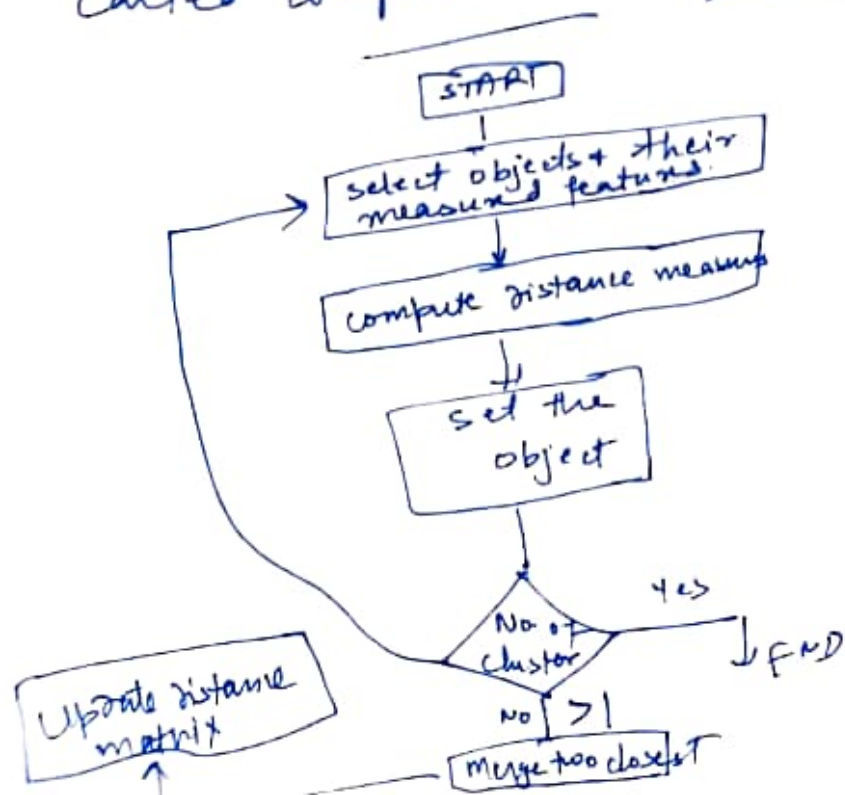 START
select objects + their
measured features.
compute distance measures
set the
object
Yes
No of
cluster
END
No >1
Update distance
matrix
Merge two closest